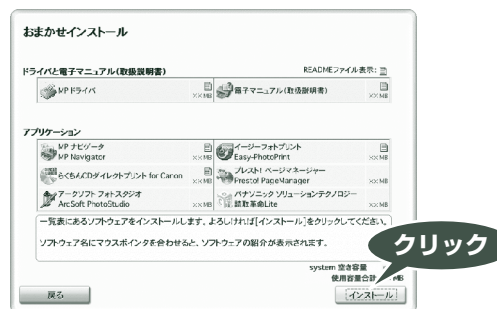 おまかせインストール
ドライバと電子マニュアル(取扱説明書)
READMEファイル表示:
MP ドライバ
××MB
電子マニュアル(取扱説明書)
××MB
アプリケーション
MP ナビゲータ
MP Navigator
××MB
イージーフォトプリント
Easy-PhotoPrint
××MB
らくちんCDダイレクトプリント for Canon
××MB
プレスト! ページマネージャー
Presto! PageManager
××MB
アークソフト フォトスタジオ
ArcSoft PhotoStudio
××MB
パナソニック ソリューションテクノロジー
読取革命Lite
××MB
一覧表にあるソフトウェアをインストールします。よろしければ[インストール]をクリックしてください。
ソフトウェア名にマウスポインタを合わせると、ソフトウェアの紹介が表示されます。
クリック
system 空き容量
使用容量合計
MB
戻る
インストール